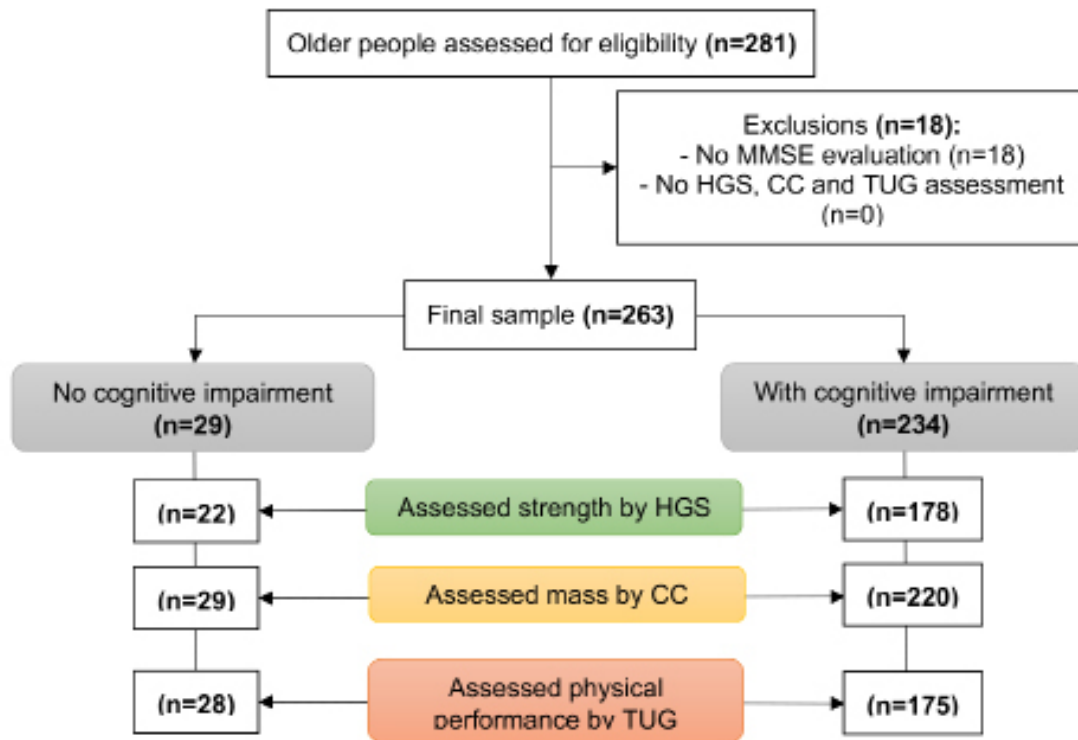 Older people assessed for eligibility (n=281)
Exclusions (n=18):
- No MMSE evaluation (n=18)
- No HGS, CC and TUG assessment
(n=0)
Final sample (n=263)
No cognitive impairment
(n=29)
With cognitive impairment
(n=234)
(n=22)
Assessed strength by HGS
(n=178)
(n=29)
Assessed mass by CC
(n=220)
(n=28)
Assessed physical
performance by TUG
(n=175)